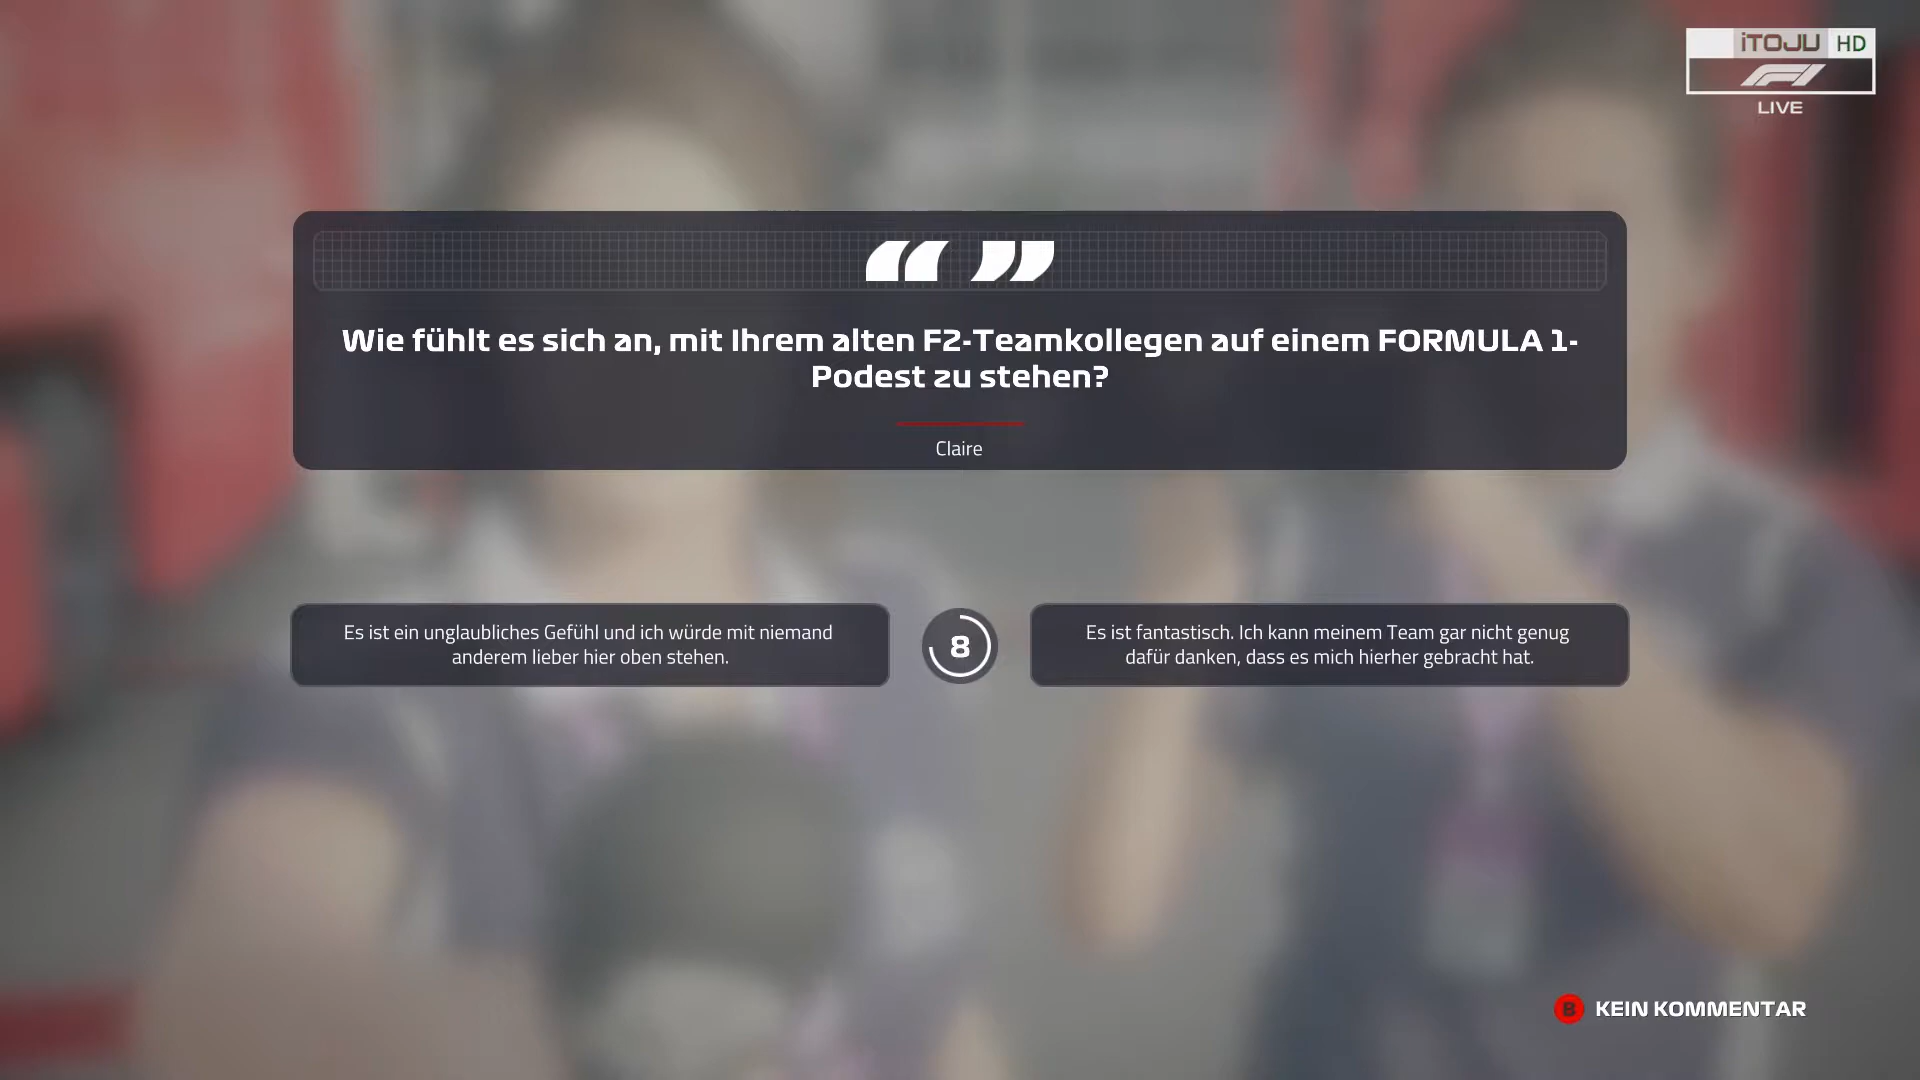 iTOJU HD
F1
LIVE
“ ”
Wie fühlt es sich an, mit Ihrem alten F2-Teamkollegen auf einem FORMULA 1-
Podest zu stehen?
Claire
Es ist ein unglaubliches Gefühl und ich würde mit niemand
anderem lieber hier oben stehen.
8
Es ist fantastisch. Ich kann meinem Team gar nicht genug
dafür danken, dass es mich hierher gebracht hat.
B KEIN KOMMENTAR